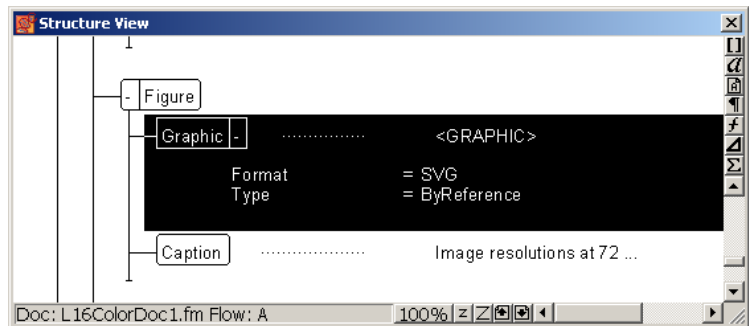 Structure View
- Figure
Graphic - ............... <GRAPHIC>
Format = SVG
Type = ByReference
Caption .................. Image resolutions at 72 ...
Doc: L16ColorDoc1.fm Flow: A 100% z Z